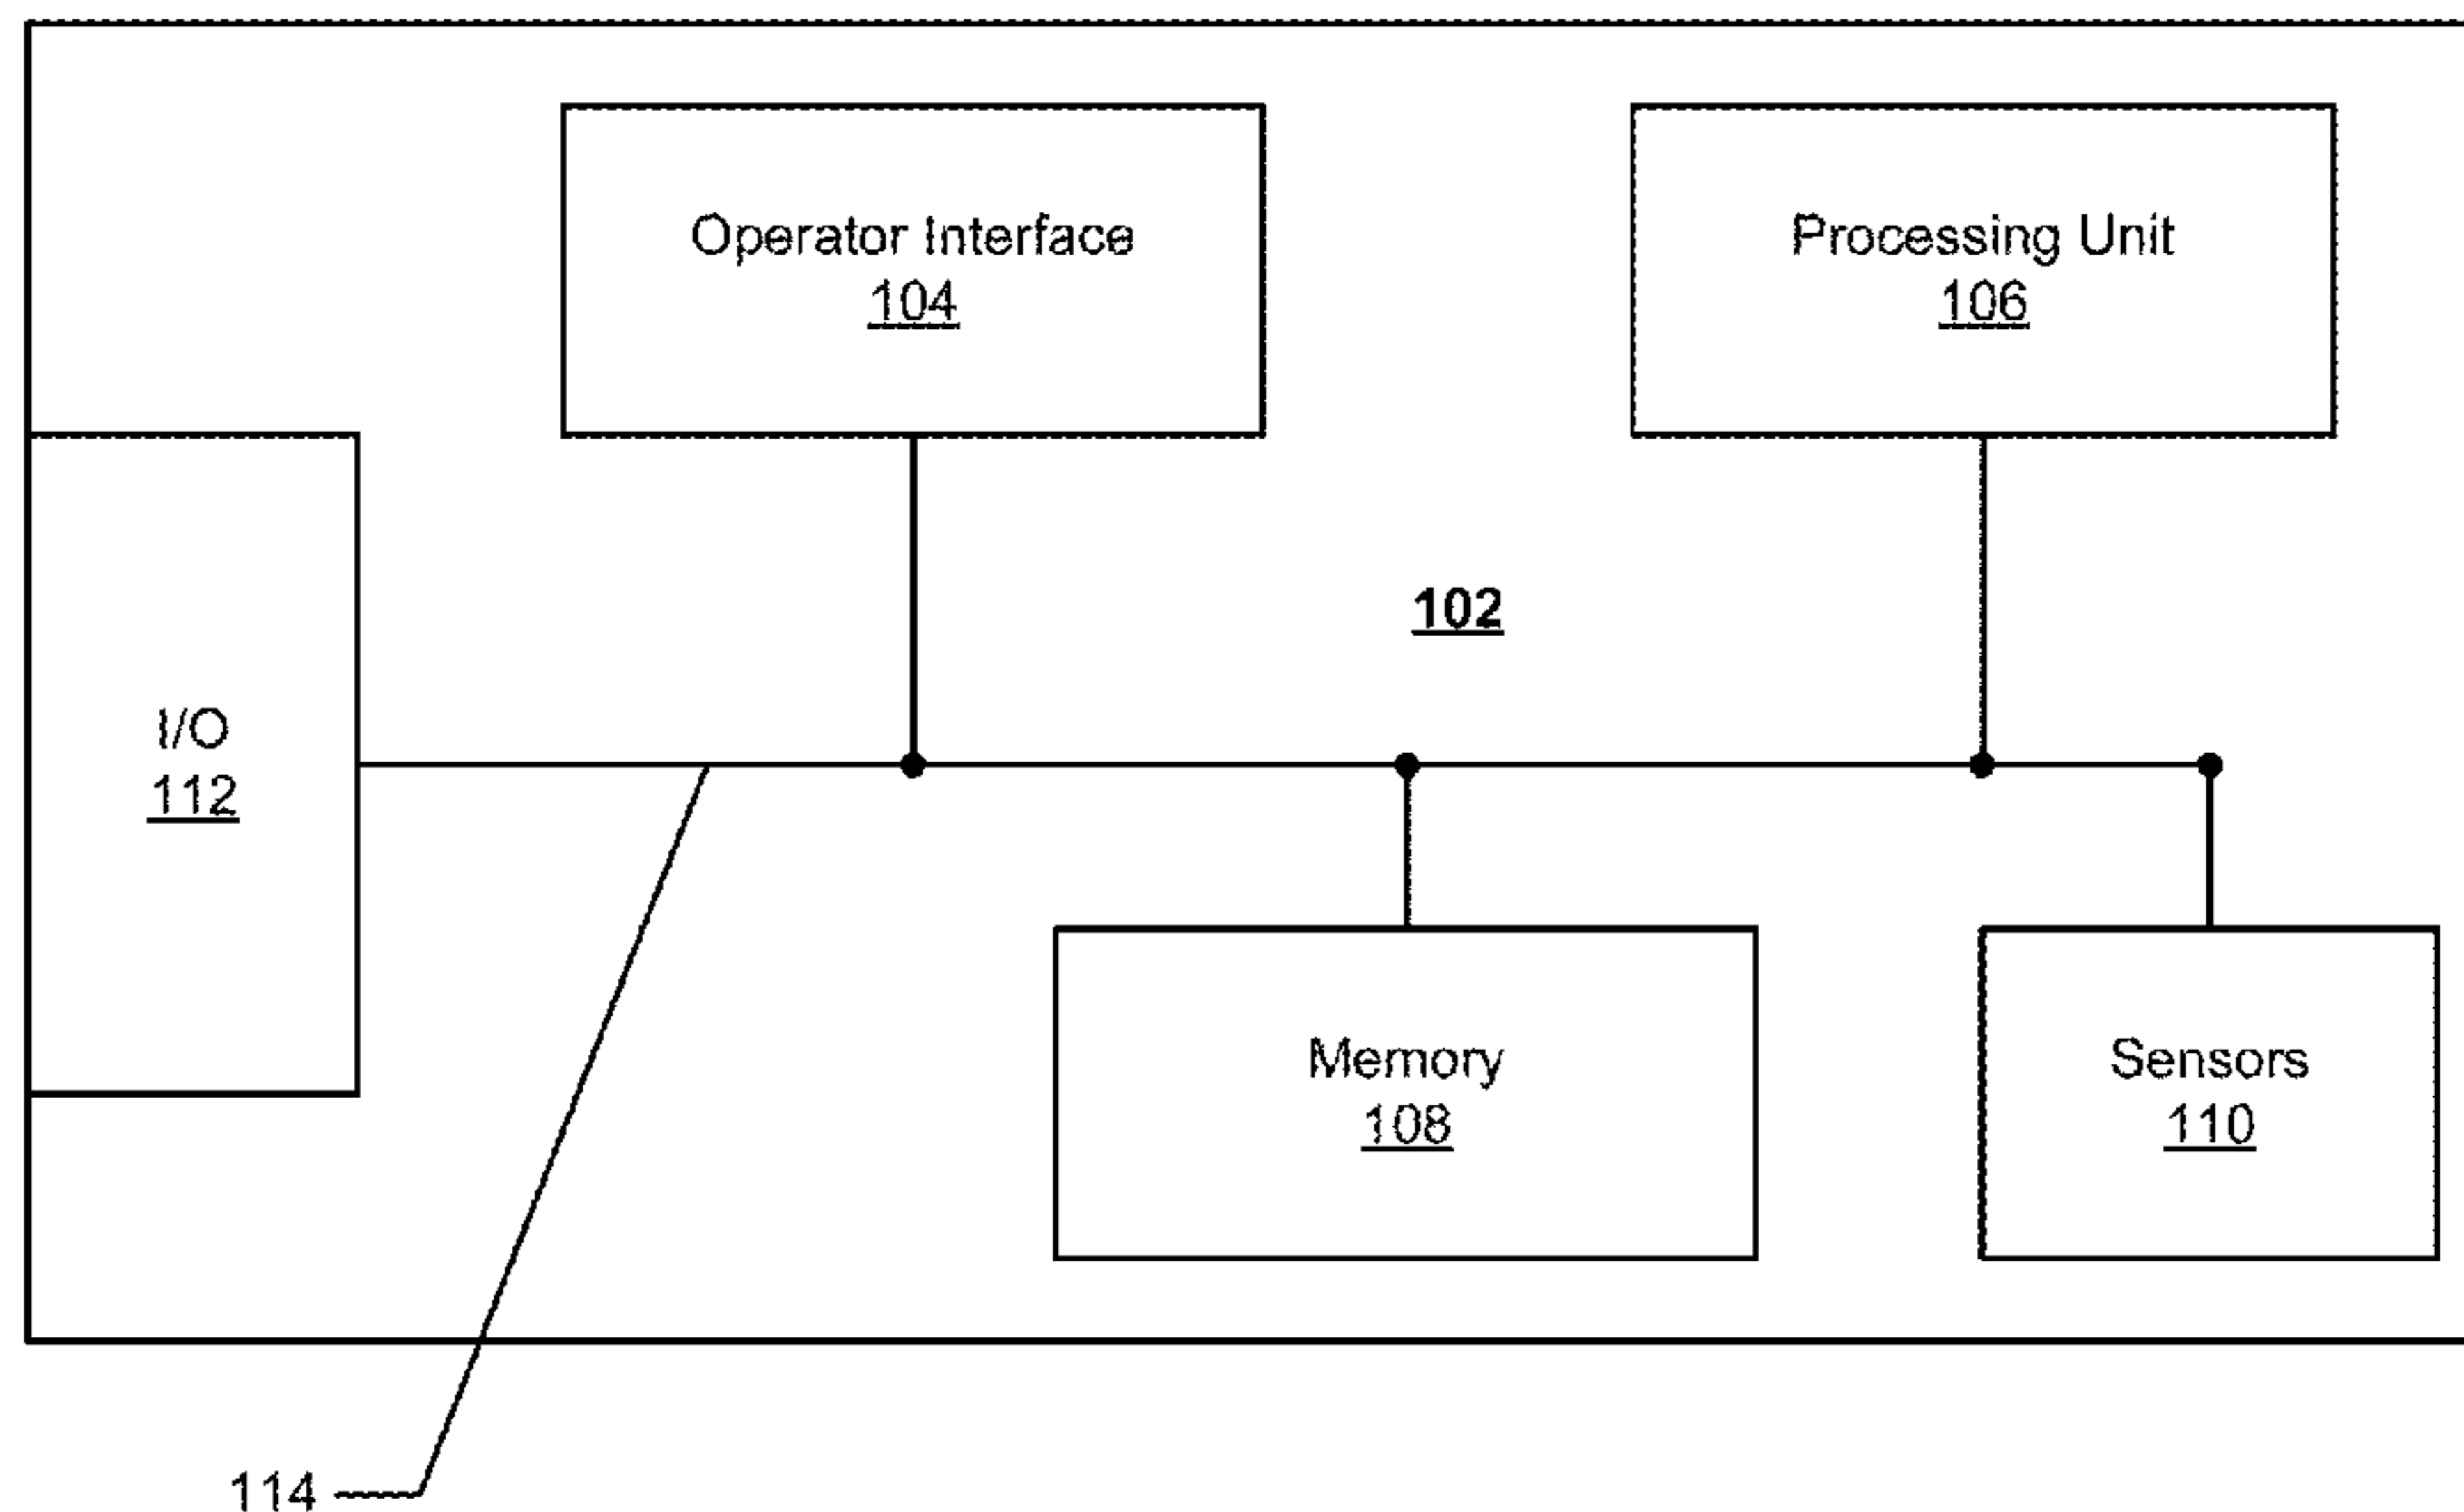 Operator Interface
104
Processing Unit
106
102
I/O
112
Memory
108
Sensors
110
114